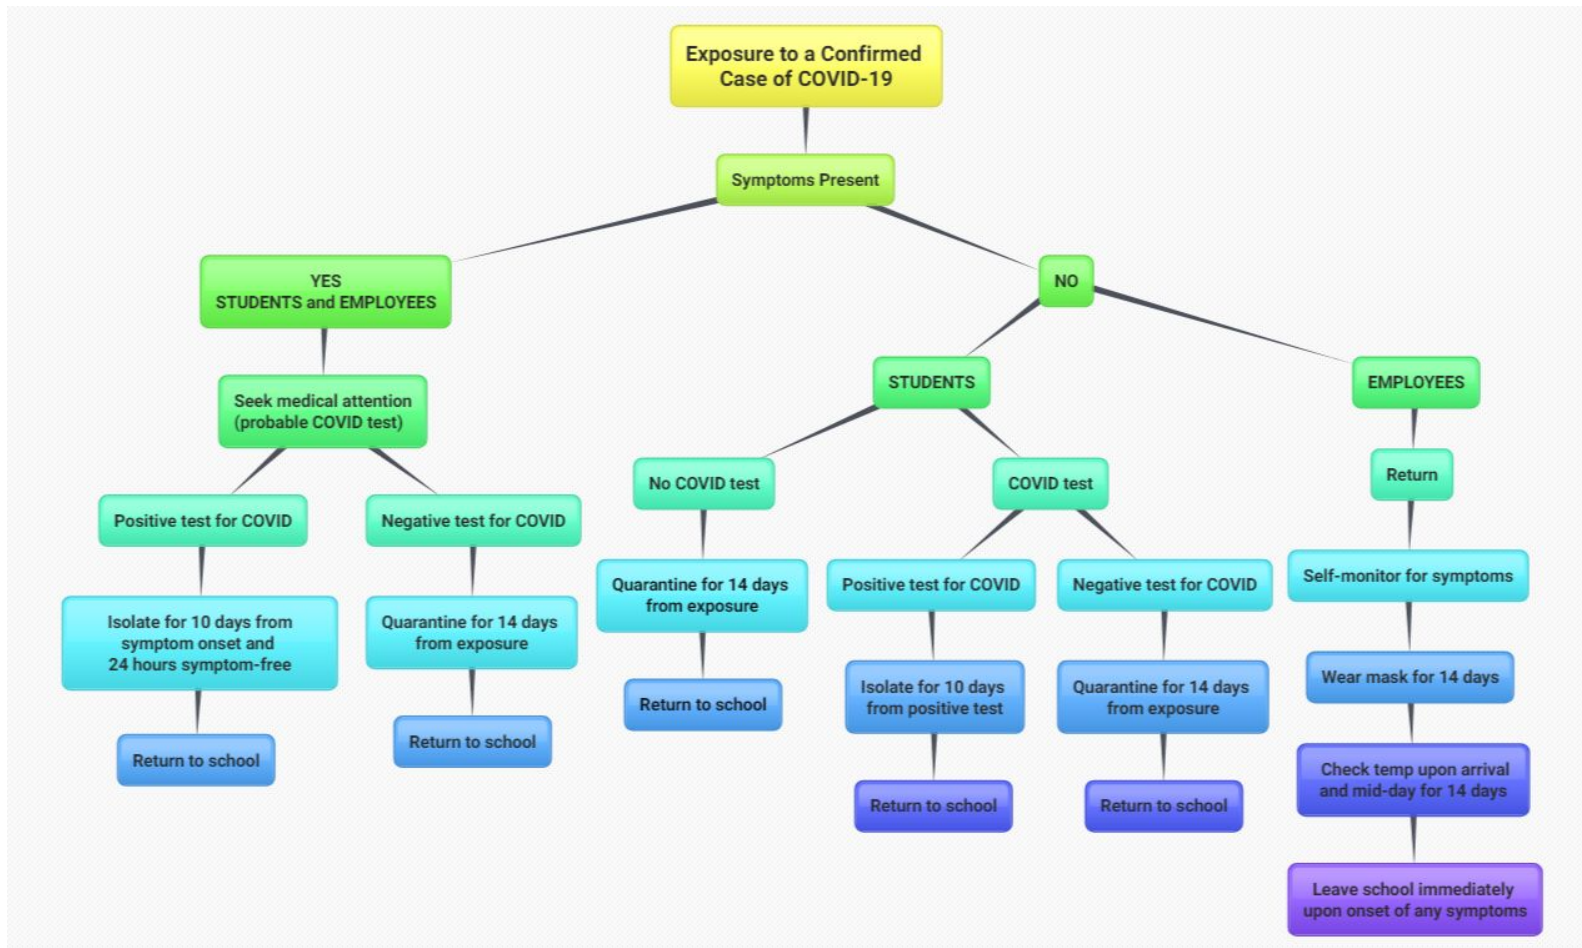 Exposure to a Confirmed
Case of COVID-19
Symptoms Present
YES
STUDENTS and EMPLOYEES
NO
Seek medical attention
(probable COVID test)
STUDENTS
EMPLOYEES
Positive test for COVID
Negative test for COVID
No COVID test
COVID test
Return
Isolate for 10 days from
symptom onset and
24 hours symptom-free
Quarantine for 14 days
from exposure
Quarantine for 14 days
from exposure
Positive test for COVID
Negative test for COVID
Self-monitor for symptoms
Return to school
Return to school
Return to school
Isolate for 10 days
from positive test
Quarantine for 14 days
from exposure
Wear mask for 14 days
Return to school
Return to school
Check temp upon arrival
and mid-day for 14 days
Leave school immediately
upon onset of any symptoms